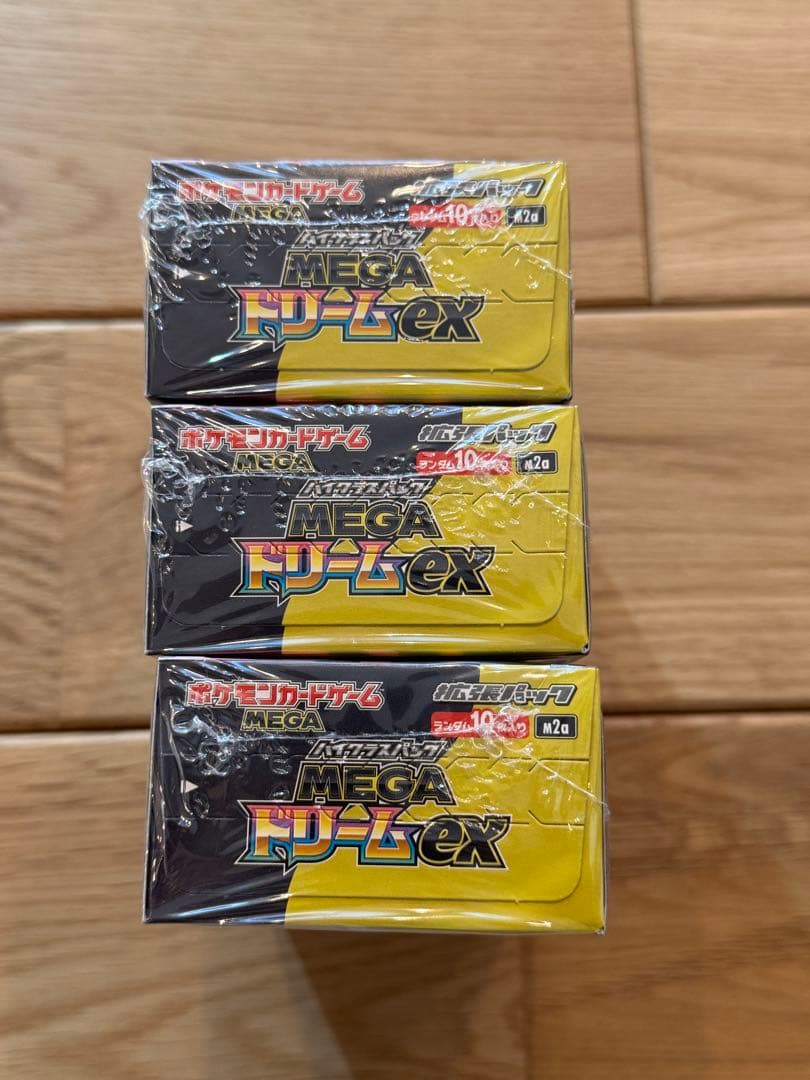 ポケモンカードゲーム
MEGA
拡張パック
ランダム10枚入り
M2a
ハイクラスパック
MEGA
ドリームex
ポケモンカードゲーム
MEGA
拡張パック
ランダム10枚入り
M2a
ハイクラスパック
MEGA
ドリームex
ポケモンカードゲーム
MEGA
拡張パック
ランダム10枚入り
M2a
ハイクラスパック
MEGA
ドリームex